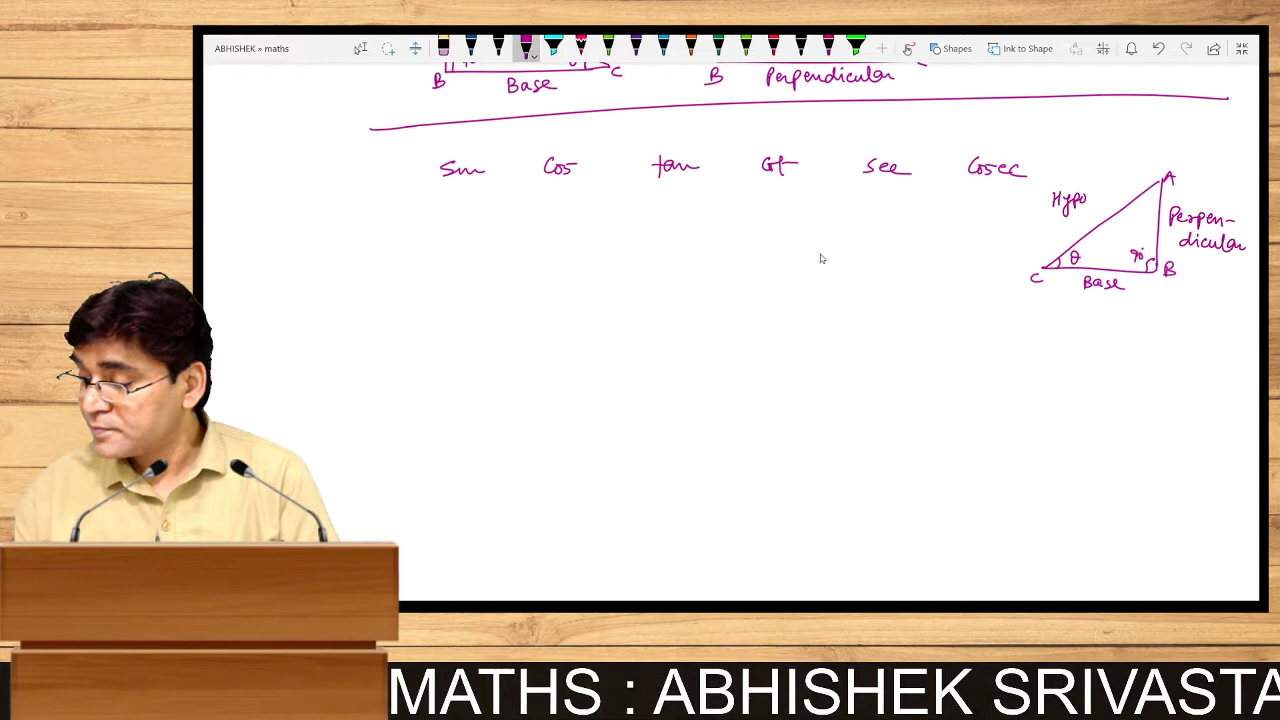 ABHISHEK » maths
Shapes
Ink to Shape
B
90°
C
Base
B
Perpendicular
Sin Cos tan Cot Sec Cosec
A
Hypo
Perpen-
dicular
θ
90°
C
B
Base
MATHS : ABHISHEK SRIVASTA